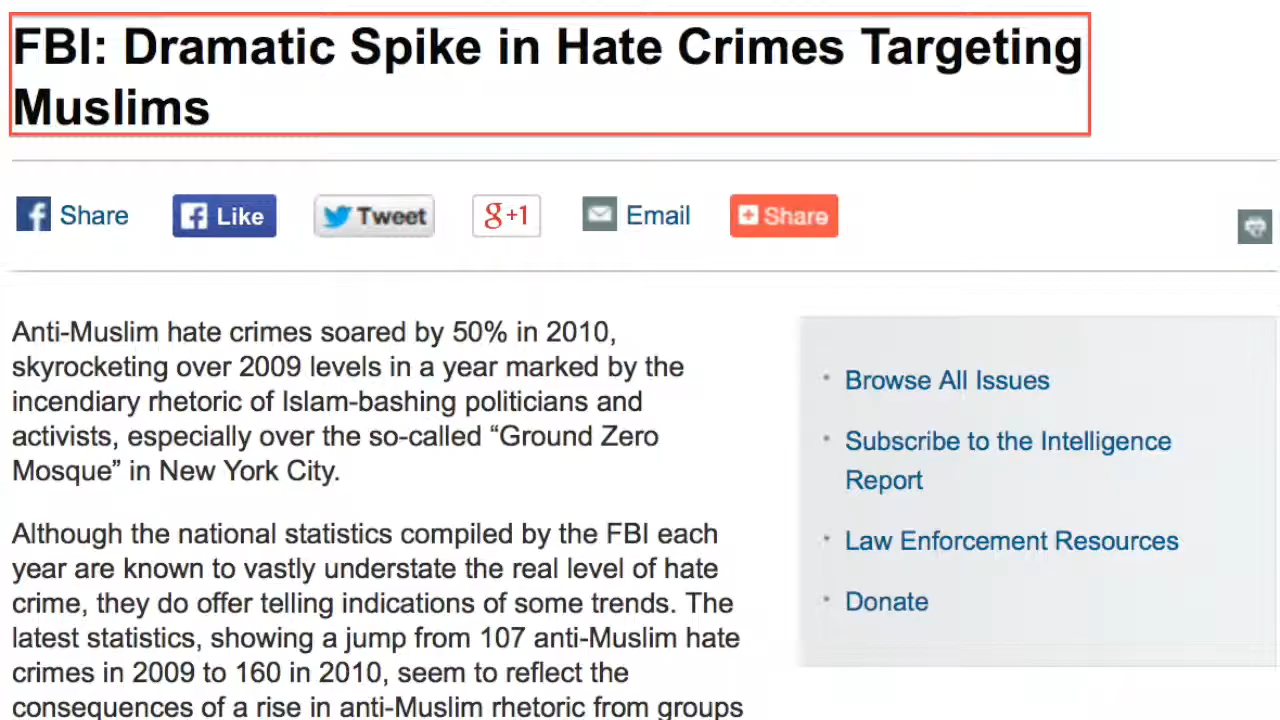 FBI: Dramatic Spike in Hate Crimes Targeting
Muslims
Share
Like
Tweet
g+1
Email
Share
Anti-Muslim hate crimes soared by 50% in 2010,
skyrocketing over 2009 levels in a year marked by the
incendiary rhetoric of Islam-bashing politicians and
activists, especially over the so-called “Ground Zero
Mosque” in New York City.
Although the national statistics compiled by the FBI each
year are known to vastly understate the real level of hate
crime, they do offer telling indications of some trends. The
latest statistics, showing a jump from 107 anti-Muslim hate
crimes in 2009 to 160 in 2010, seem to reflect the
consequences of a rise in anti-Muslim rhetoric from groups
Browse All Issues
Subscribe to the Intelligence
Report
Law Enforcement Resources
Donate